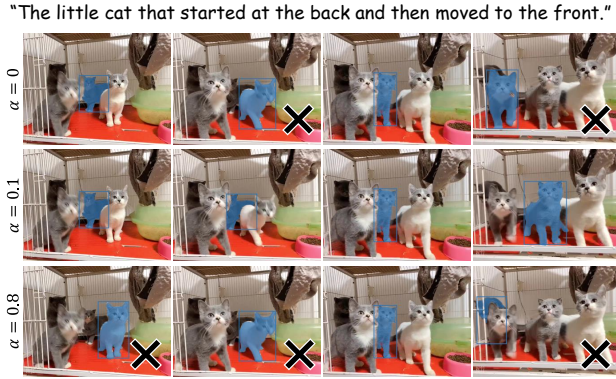 “The little cat that started at the back and then moved to the front.”
α = 0
α = 0.1
α = 0.8